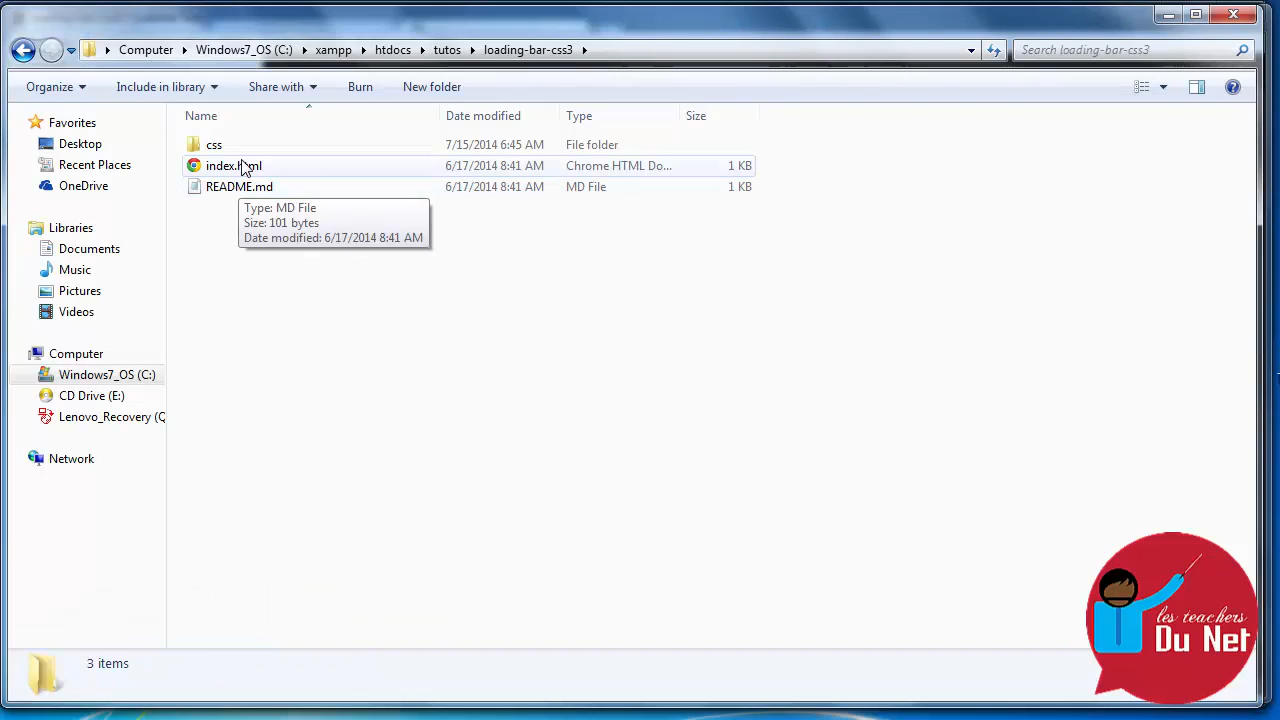 Computer Windows7_OS (C:) xampp htdocs tutos loading-bar-css3 Search loading-bar-css3
Organize Include in library Share with Burn New folder
Name Date modified Type Size
Favorites
Desktop
Recent Places
OneDrive
Libraries
Documents
Music
Pictures
Videos
Computer
Windows7_OS (C:)
CD Drive (E:)
Lenovo_Recovery (Q
Network
css 7/15/2014 6:45 AM File folder
index.html 6/17/2014 8:41 AM Chrome HTML Do... 1 KB
README.md 6/17/2014 8:41 AM MD File 1 KB
Type: MD File
Size: 101 bytes
Date modified: 6/17/2014 8:41 AM
3 items
les teachers
Du Net